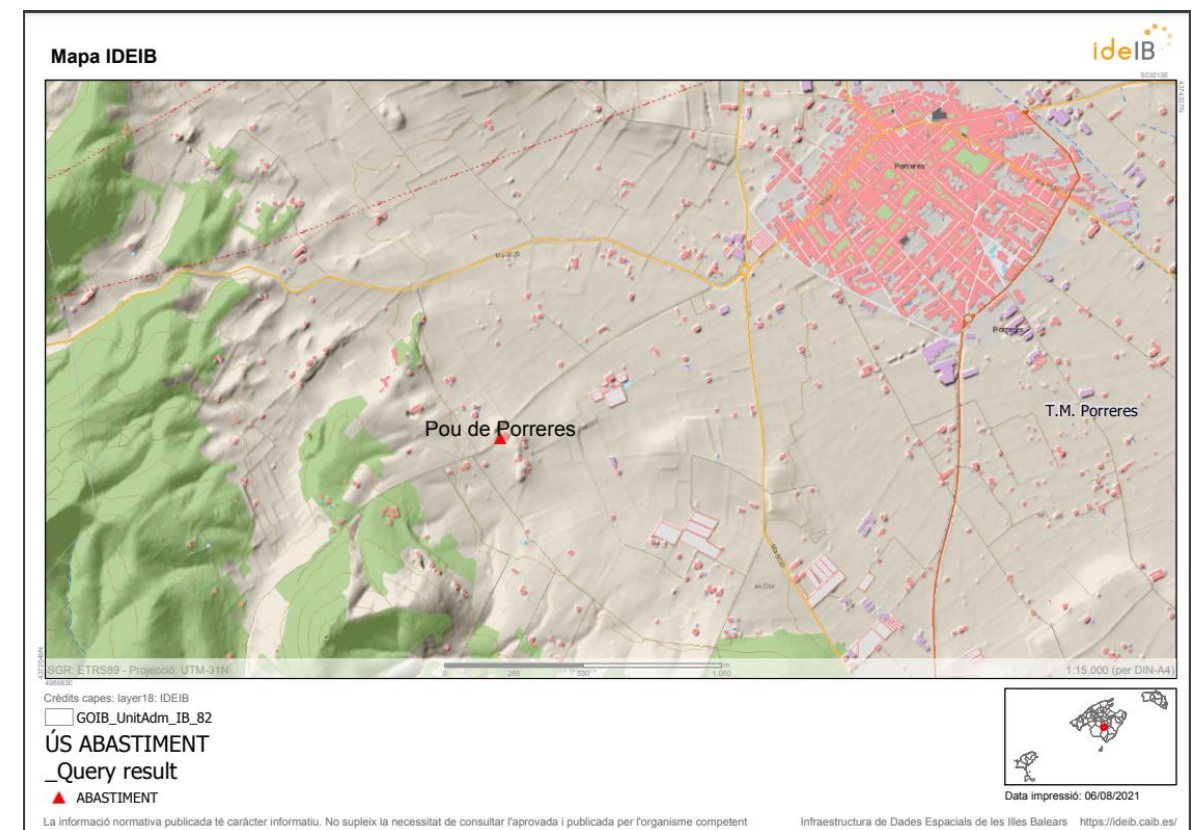 Mapa IDEIB
ideIB
503013E
4374307N
Porreres
Porreres
T.M. Porreres
Pou de Porreres
SGR: ETRS89 - Projecció: UTM-31N
0 265 530 1.060
m.
1:15.000 (per DIN-A4)
Crèdits capes: layer18: IDEIB
GOIB_UnitAdm_IB_82
ÚS ABASTIMENT
_Query result
ABASTIMENT
Data impressió: 06/08/2021
La informació normativa publicada té caràcter informatiu. No supleix la necessitat de consultar l'aprovada i publicada per l'organisme competent
Infraestructura de Dades Espacials de les Illes Balears https://ideib.caib.es/